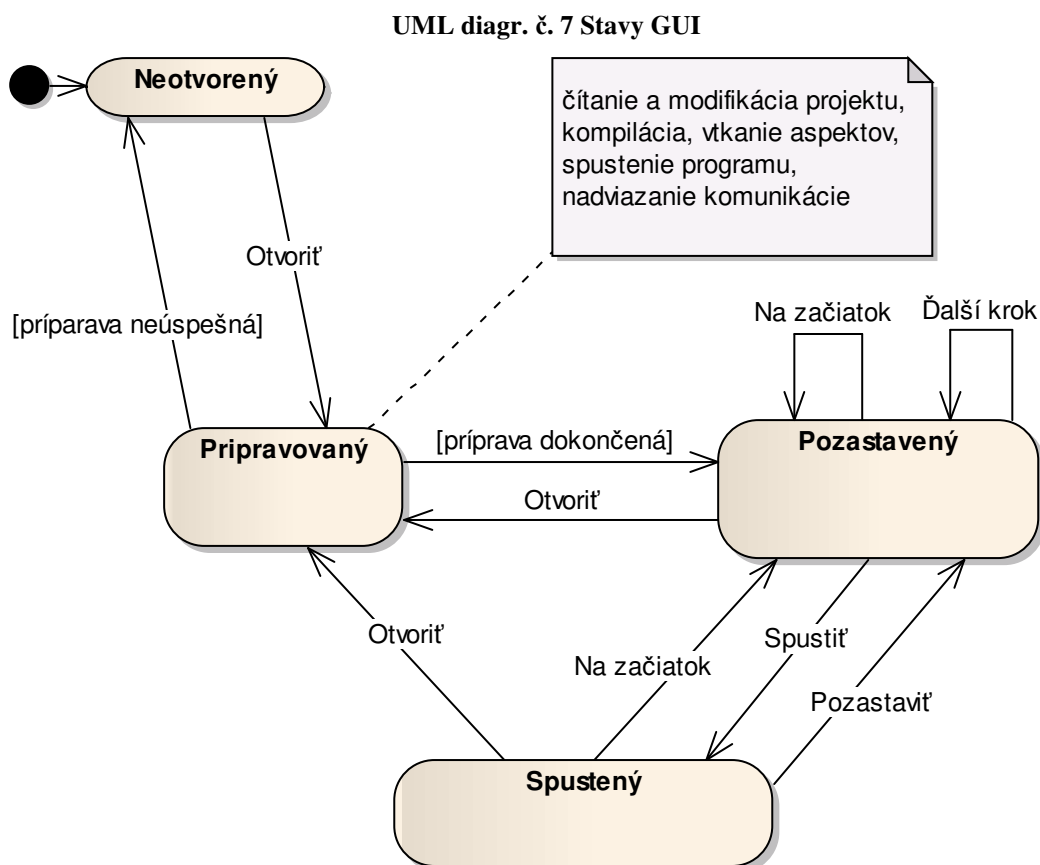 UML diagr. č. 7 Stavy GUI
Neotvorený
čítanie a modifikácia projektu,
kompilácia, vtkanie aspektov,
spustenie programu,
nadviazanie komunikácie
Otvoriť
[príparava neúspešná]
Na začiatok
Ďalší krok
Pripravovaný
[príprava dokončená]
Pozastavený
Otvoriť
Otvoriť
Na začiatok
Spustiť
Pozastaviť
Spustený